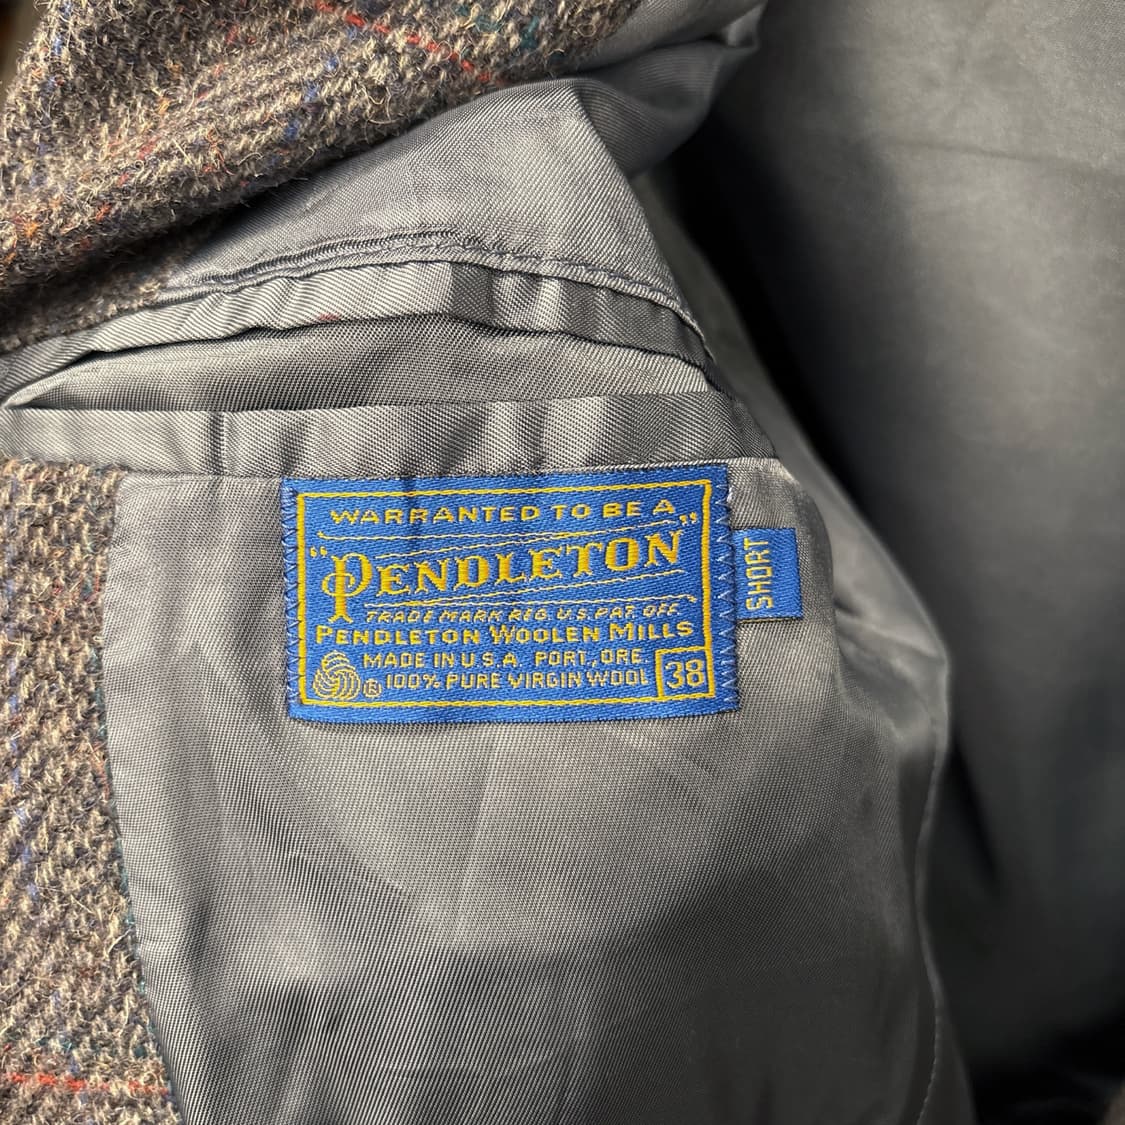 WARRANTED TO BE A
"PENDLETON"
TRADE MARK REG. U.S. PAT. OFF.
PENDLETON WOOLEN MILLS
MADE IN U.S.A. PORT., ORE.
® 100% PURE VIRGIN WOOL
38
SHORT